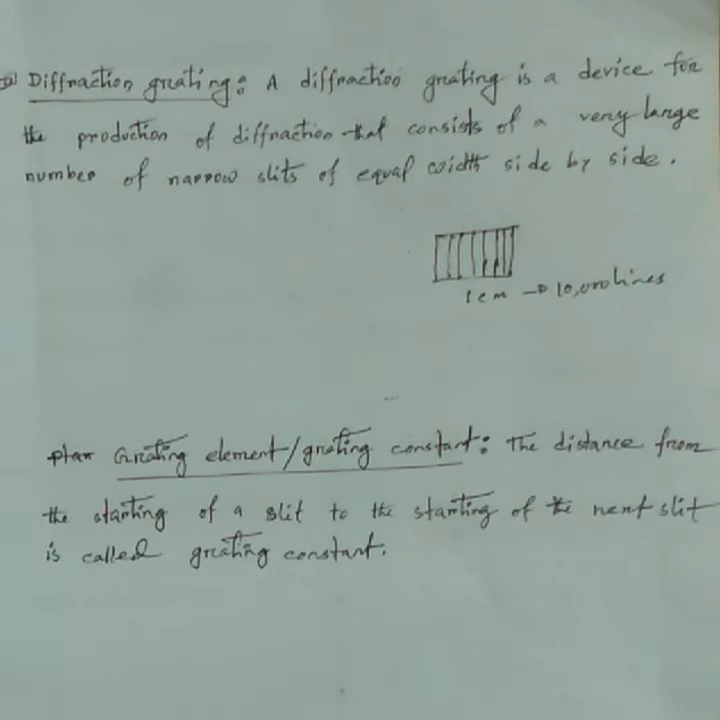 Diffraction grating: A diffraction grating is a device for
the production of diffraction that consists of a very large
number of narrow slits of equal width side by side.
1 cm → 10,000 lines
Grating element/grating constant: The distance from
the starting of a slit to the starting of the next slit
is called grating constant.